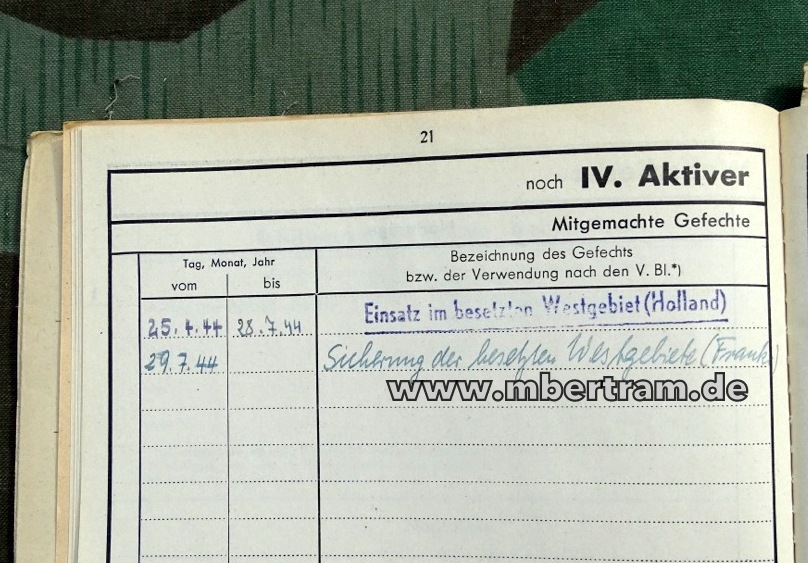 21
noch IV. Aktiver
Mitgemachte Gefechte
Tag, Monat, Jahr
vom bis
Bezeichnung des Gefechts
bzw. der Verwendung nach den V. Bl.*)
25.4.44 28.7.44 Einsatz im besetzten Westgebiet (Holland)
29.7.44 Sicherung der besetzten Westgebiete (Frankr)
www.mbertram.de